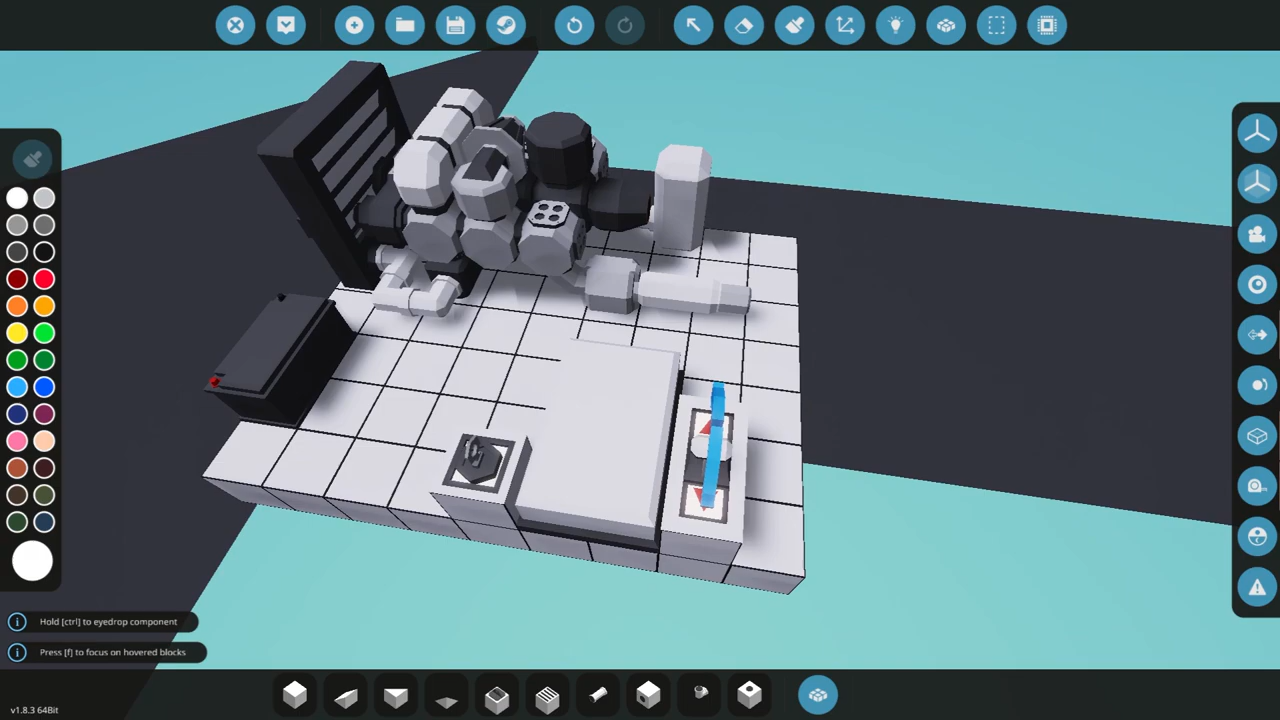 Hold [ctrl] to eyedrop component
Press [f] to focus on hovered blocks
v1.8.3 64Bit